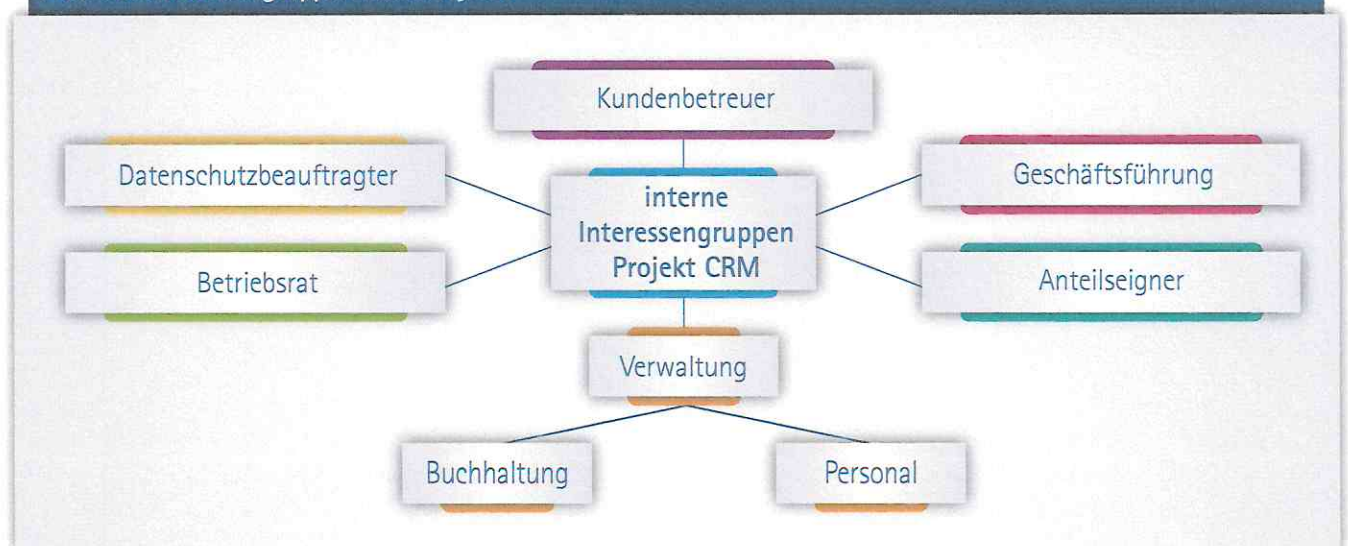 Kundenbetreuer
Datenschutzbeauftragter
Geschäftsführung
interne
Interessengruppen
Projekt CRM
Betriebsrat
Anteilseigner
Verwaltung
Buchhaltung
Personal